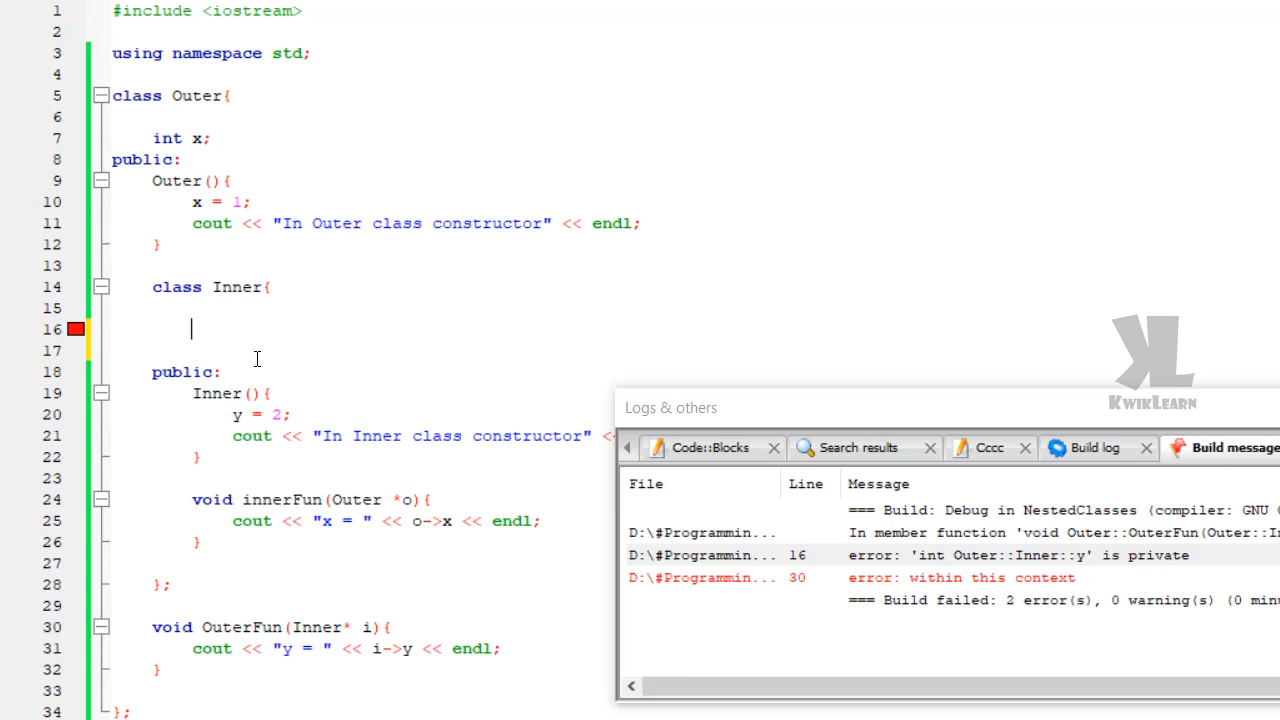 1 #include <iostream>
2
3 using namespace std;
4
5 class Outer{
6
7 int x;
8 public:
9 Outer(){
10 x = 1;
11 cout << "In Outer class constructor" << endl;
12 }
13
14 class Inner{
15
16
17
18 public:
19 Inner(){
20 y = 2;
21 cout << "In Inner class constructor" <
22 }
23
24 void innerFun(Outer *o){
25 cout << "x = " << o->x << endl;
26 }
27
28 };
29
30 void OuterFun(Inner* i){
31 cout << "y = " << i->y << endl;
32 }
33
34 };
KL
KWIKLEARN
Logs & others
Code::Blocks Search results Cccc Build log Build message
File Line Message
=== Build: Debug in NestedClasses (compiler: GNU
D:\#Programmin... In member function 'void Outer::OuterFun(Outer::I
D:\#Programmin... 16 error: 'int Outer::Inner::y' is private
D:\#Programmin... 30 error: within this context
=== Build failed: 2 error(s), 0 warning(s) (0 minu